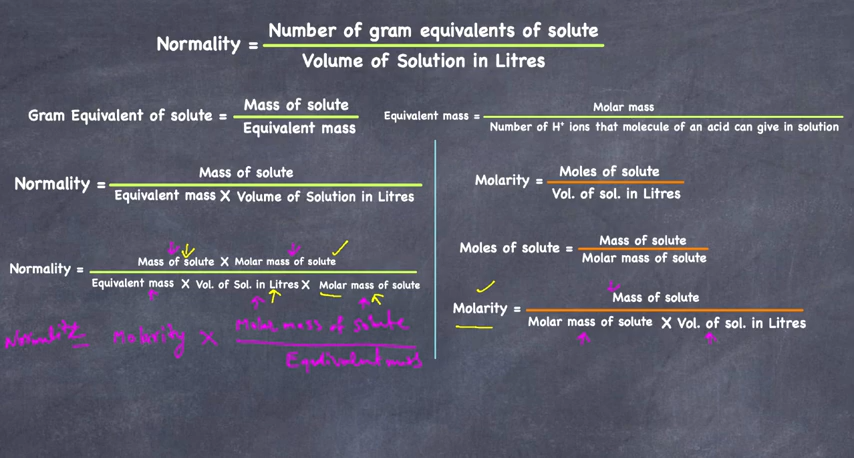 Normality = Number of gram equivalents of solute / Volume of Solution in Litres
Gram Equivalent of solute = Mass of solute / Equivalent mass
Equivalent mass = Molar mass / Number of H⁺ ions that molecule of an acid can give in solution
Normality = Mass of solute / Equivalent mass X Volume of Solution in Litres
Normality = Mass of solute X Molar mass of solute / Equivalent mass X Vol. of Sol. in Litres X Molar mass of solute
Normality = Molarity X Molar mass of solute / Equivalent mass
Molarity = Moles of solute / Vol. of sol. in Litres
Moles of solute = Mass of solute / Molar mass of solute
Molarity = Mass of solute / Molar mass of solute X Vol. of sol. in Litres